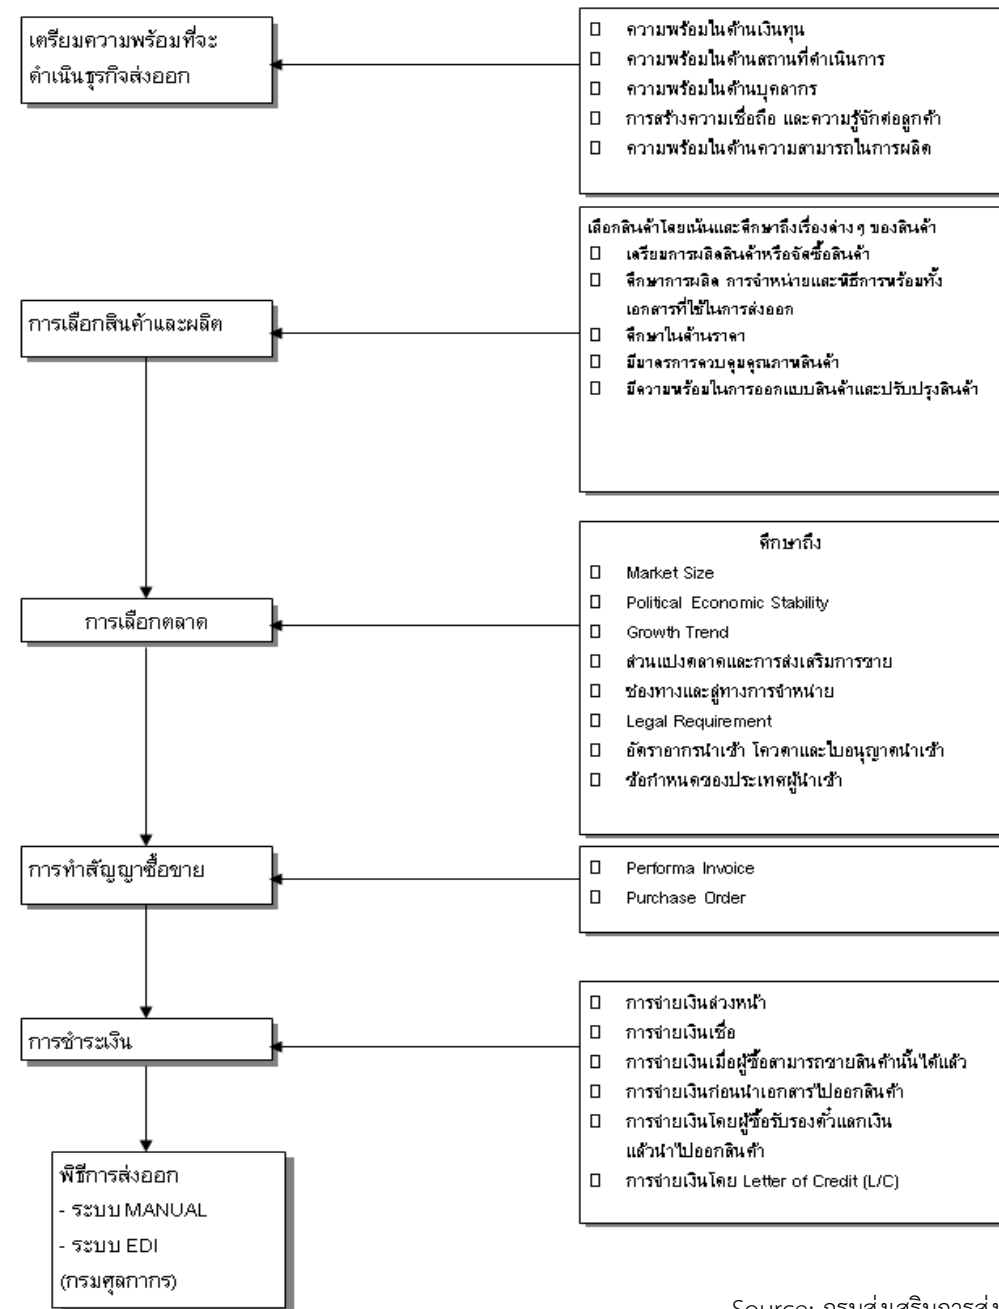 เตรียมความพร้อมที่จะ
ดำเนินธุรกิจส่งออก
ความพร้อมในด้านเงินทุน
ความพร้อมในด้านสถานที่ดำเนินการ
ความพร้อมในด้านบุคลากร
การสร้างความเชื่อถือ และความรู้จักต่อลูกค้า
ความพร้อมในด้านความสามารถในการผลิต
การเลือกสินค้าและผลิต
เลือกสินค้าโดยเน้นและศึกษาถึงเรื่องต่างๆ ของสินค้า
เตรียมการผลิตสินค้าหรือจัดซื้อสินค้า
ศึกษาการผลิต การจำหน่ายและพิธีการพร้อมทั้ง
เอกสารที่ใช้ในการส่งออก
ศึกษาในด้านราคา
มีมาตรการควบคุมคุณภาพสินค้า
มีความพร้อมในการออกแบบสินค้าและปรับปรุงสินค้า
การเลือกตลาด
ศึกษาถึง
Market Size
Political Economic Stability
Growth Trend
ส่วนแบ่งตลาดและการส่งเสริมการขาย
ช่องทางและลู่ทางการจำหน่าย
Legal Requirement
อัตราอากรนำเข้า โควตาและใบอนุญาตนำเข้า
ข้อกำหนดของประเทศผู้นำเข้า
การทำสัญญาซื้อขาย
Performa Invoice
Purchase Order
การชำระเงิน
การจ่ายเงินล่วงหน้า
การจ่ายเงินเชื่อ
การจ่ายเงินเมื่อผู้ซื้อสามารถขายสินค้านั้นได้แล้ว
การจ่ายเงินก่อนนำเอกสารไปออกสินค้า
การจ่ายเงินโดยผู้ซื้อรับรองตั๋วแลกเงิน
แล้วนำไปออกสินค้า
การจ่ายเงินโดย Letter of Credit (L/C)
พิธีการส่งออก
- ระบบ MANUAL
- ระบบ EDI
(กรมศุลกากร)
Source: กรมส่งเสริมการส่ง